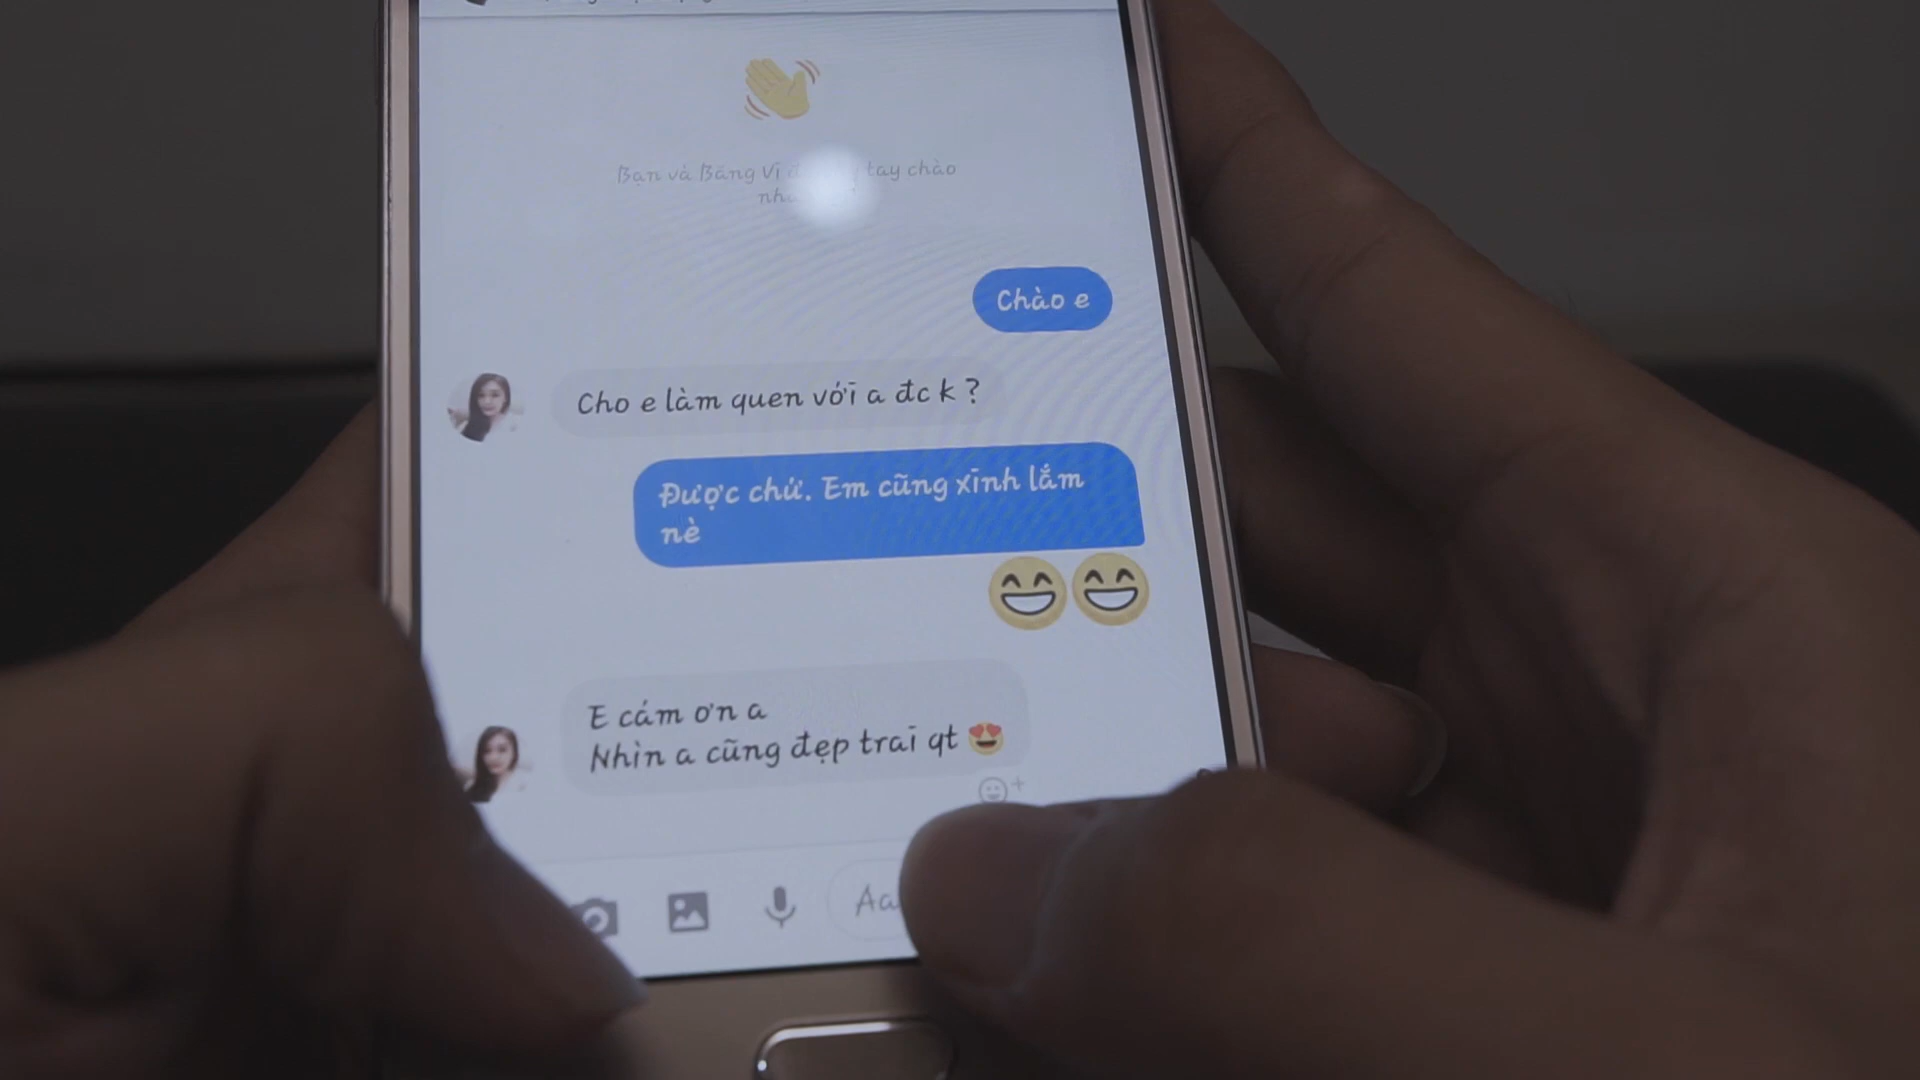 Bạn và Băng Vi tay chào
Chào e
Cho e làm quen với a đc k ?
Được chứ. Em cũng xinh lắm
nè
E cám ơn a
Nhìn a cũng đẹp trai qt
Aa